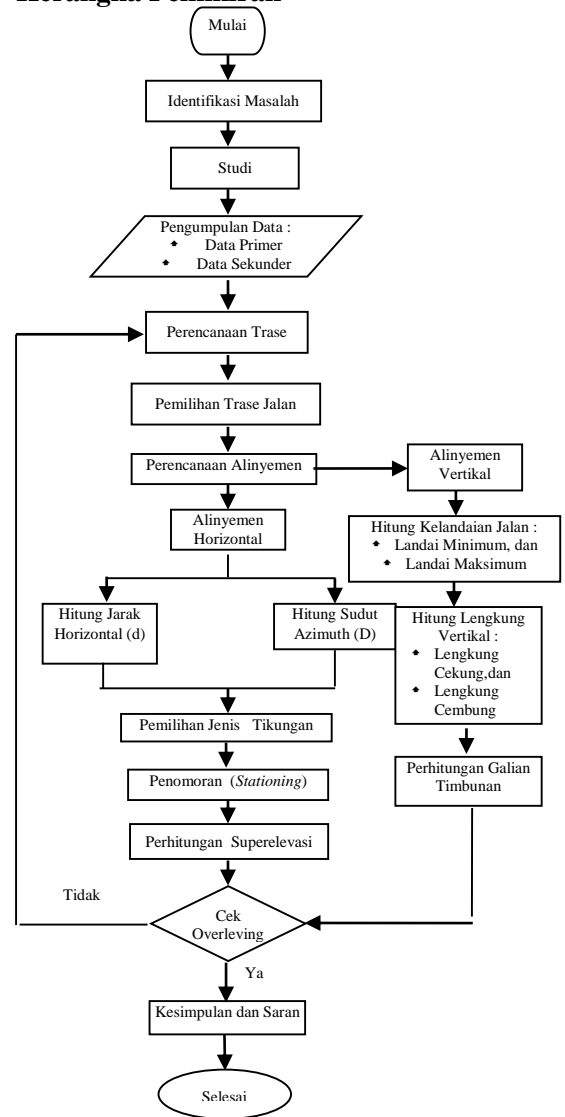 Mulai
Identifikasi Masalah
Studi
Pengumpulan Data :
Data Primer
Data Sekunder
Perencanaan Trase
Pemilihan Trase Jalan
Perencanaan Alinyemen
Alinyemen
Vertikal
Alinyemen
Horizontal
Hitung Kelandaian Jalan :
Landai Minimum, dan
Landai Maksimum
Hitung Jarak
Horizontal (d)
Hitung Sudut
Azimuth (D)
Hitung Lengkung
Vertikal :
Lengkung
Cekung,dan
Lengkung
Cembung
Pemilihan Jenis Tikungan
Penomoran (Stationing)
Perhitungan Galian
Timbunan
Perhitungan Superelevasi
Tidak
Cek
Overleving
Ya
Kesimpulan dan Saran
Selesai